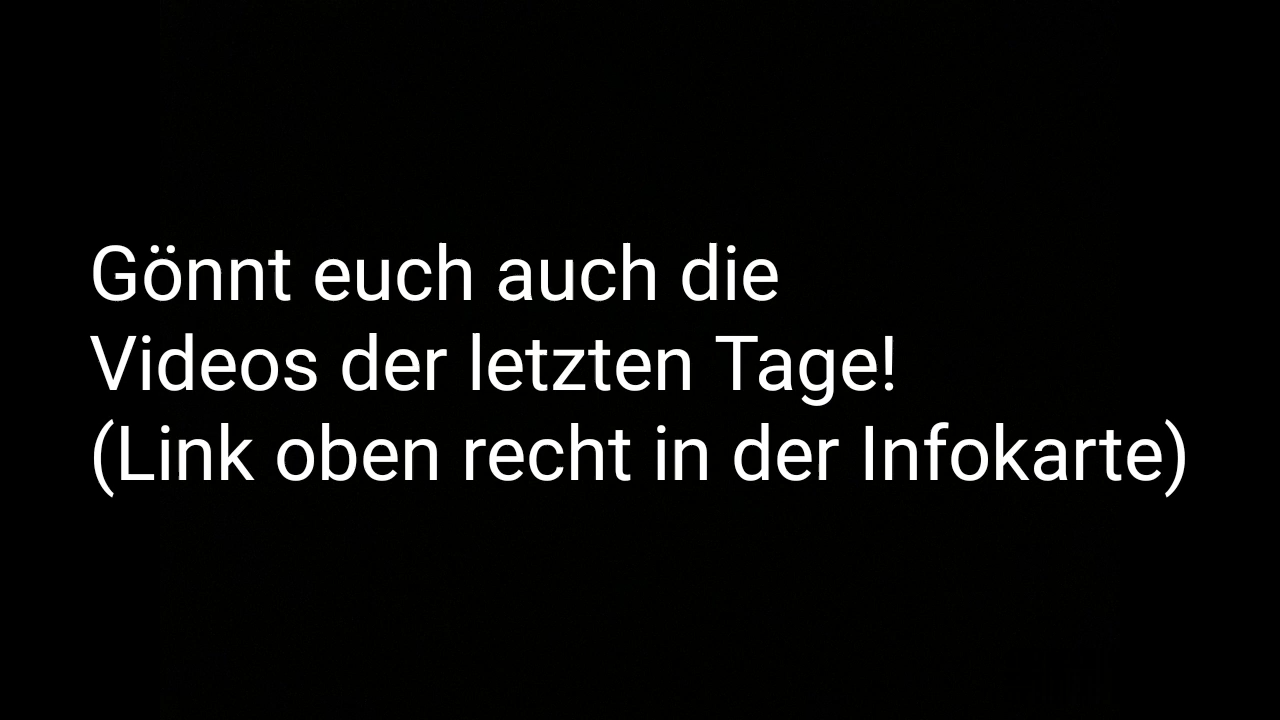 Gönnt euch auch die
Videos der letzten Tage!
(Link oben recht in der Infokarte)